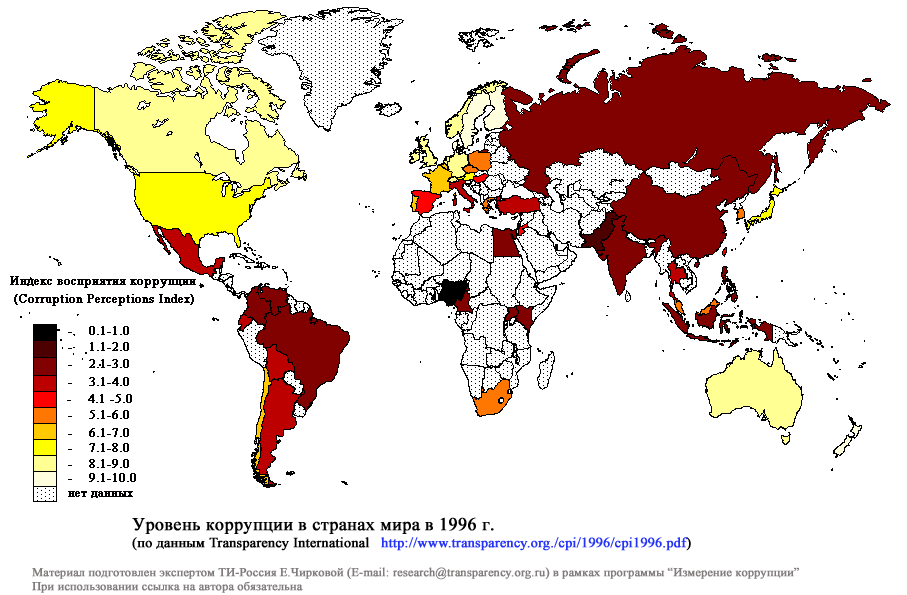 Индекс восприятия коррупции
(Corruption Perceptions Index)
- 0.1-1.0
- 1.1-2.0
- 2.1-3.0
- 3.1-4.0
- 4.1 -5.0
- 5.1-6.0
- 6.1-7.0
- 7.1-8.0
- 8.1-9.0
- 9.1-10.0
нет данных
Уровень коррупции в странах мира в 1996 г.
(по данным Transparency International http://www.transparency.org./cpi/1996/cpi1996.pdf)
Материал подготовлен экспертом ТИ-Россия Е.Чирковой (E-mail: research@transparency.org.ru) в рамках программы "Измерение коррупции"
При использовании ссылка на автора обязательна